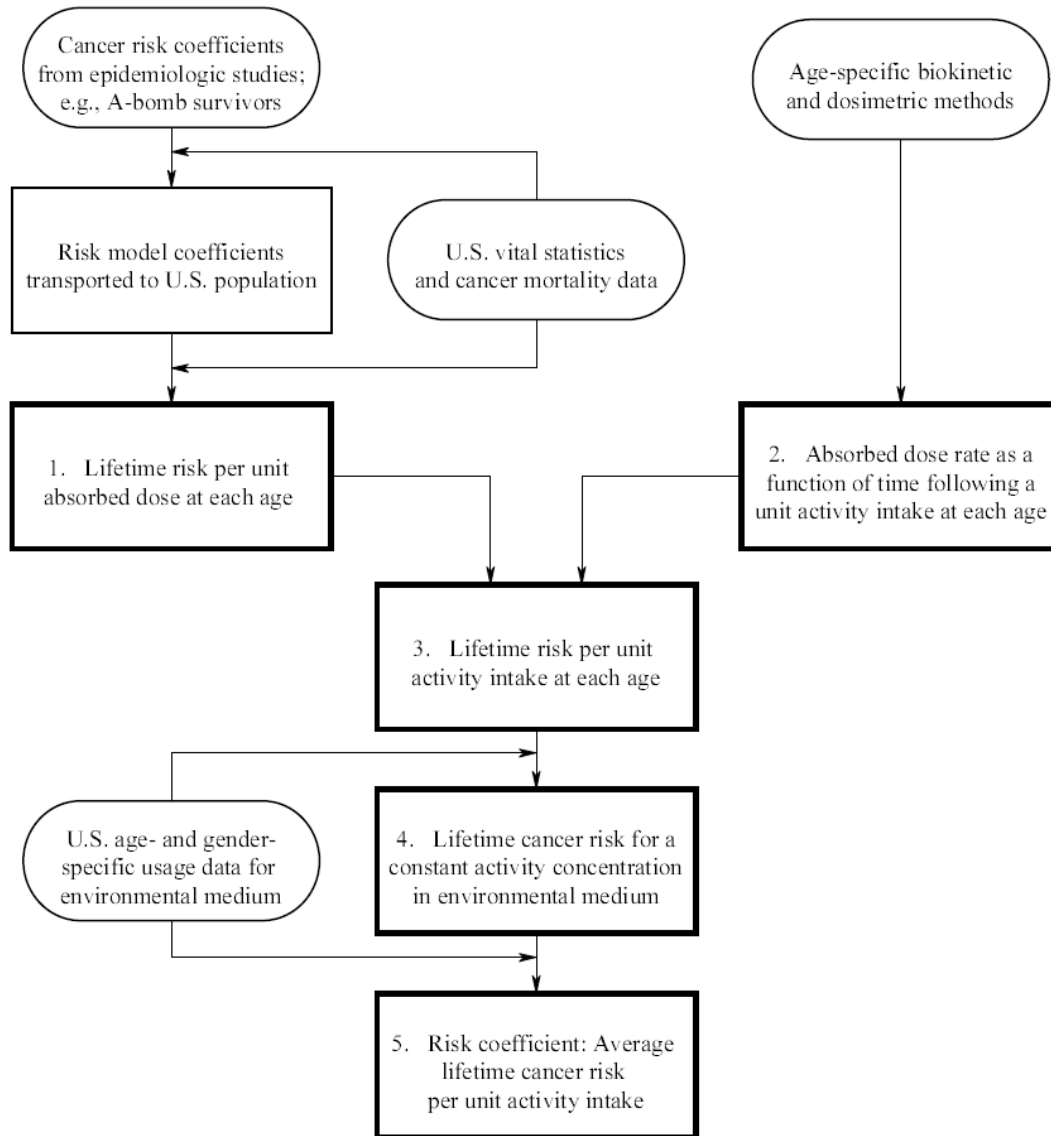 Cancer risk coefficients
from epidemiologic studies;
e.g., A-bomb survivors
Age-specific biokinetic
and dosimetric methods
Risk model coefficients
transported to U.S. population
U.S. vital statistics
and cancer mortality data
1. Lifetime risk per unit
absorbed dose at each age
2. Absorbed dose rate as a
function of time following a
unit activity intake at each age
3. Lifetime risk per unit
activity intake at each age
U.S. age- and gender-
specific usage data for
environmental medium
4. Lifetime cancer risk for a
constant activity concentration
in environmental medium
5. Risk coefficient: Average
lifetime cancer risk
per unit activity intake